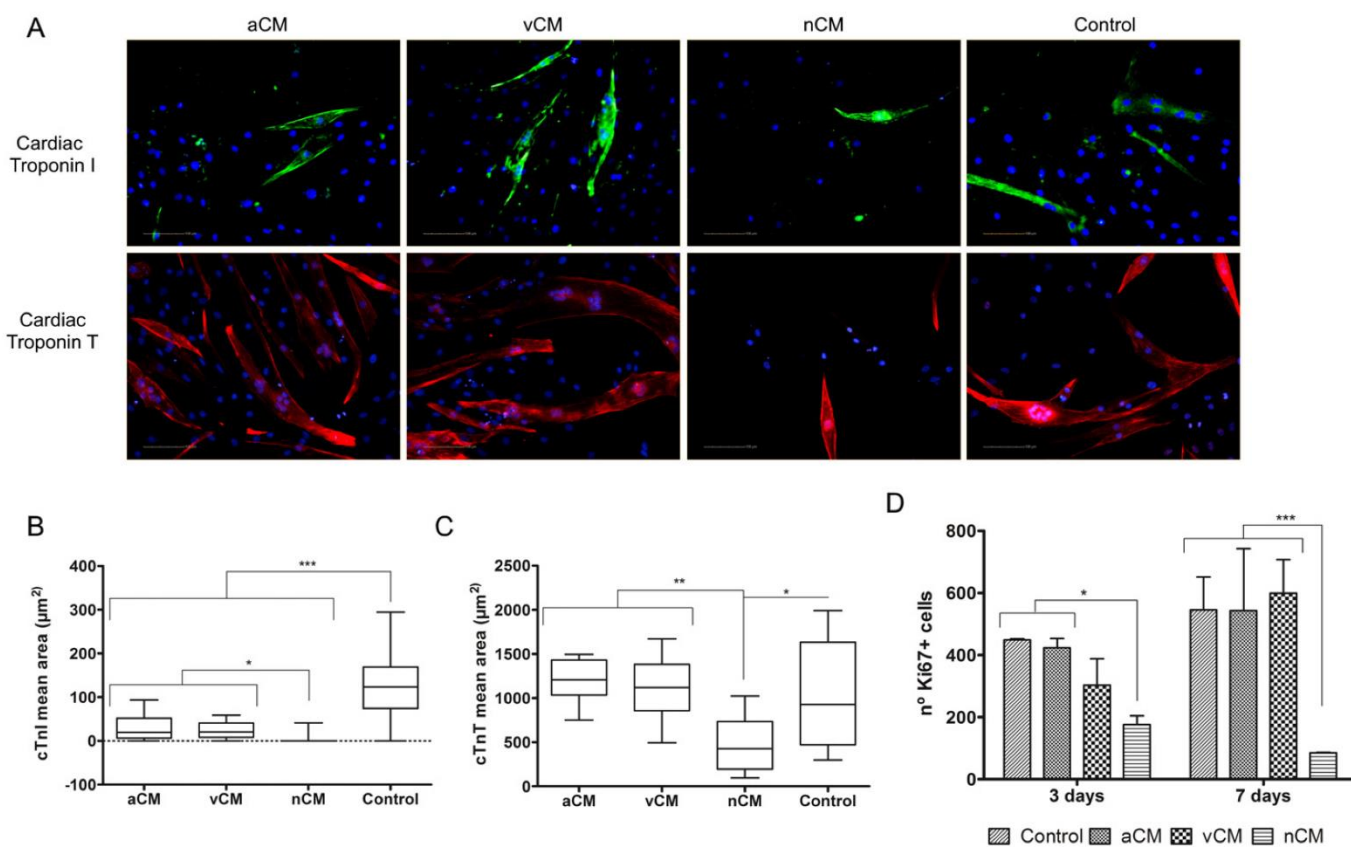 A
aCM
vCM
nCM
Control
Cardiac
Troponin I
Cardiac
Troponin T
B
cTnI mean area (µm²)
400
300
200
100
0
-100
***
*
aCM
vCM
nCM
Control
C
cTnT mean area (µm²)
2500
2000
1500
1000
500
0
**
*
aCM
vCM
nCM
Control
D
nº Ki67+ cells
800
600
400
200
0
*
***
3 days
7 days
Control
aCM
vCM
nCM